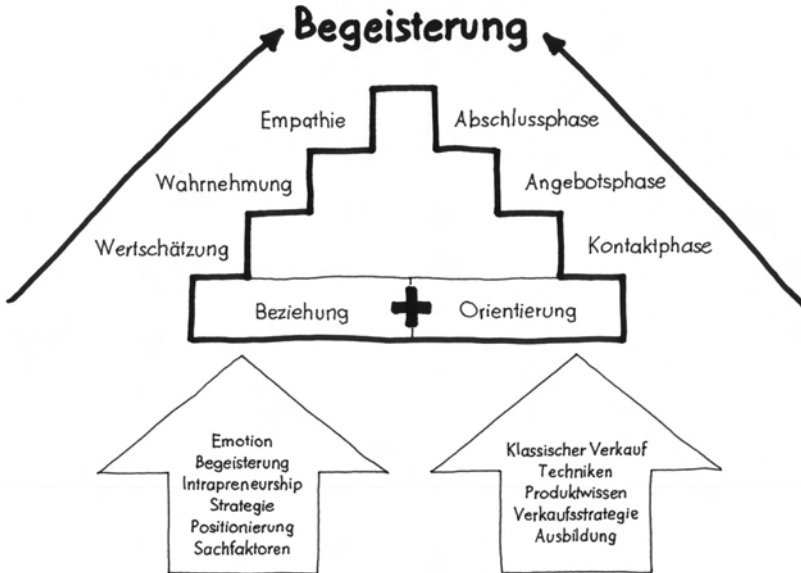 Begeisterung
Empathie
Abschlussphase
Wahrnehmung
Angebotsphase
Wertschätzung
Kontaktphase
Beziehung + Orientierung
Emotion
Begeisterung
Intrapreneurship
Strategie
Positionierung
Sachfaktoren
Klassischer Verkauf
Techniken
Produktwissen
Verkaufsstrategie
Ausbildung